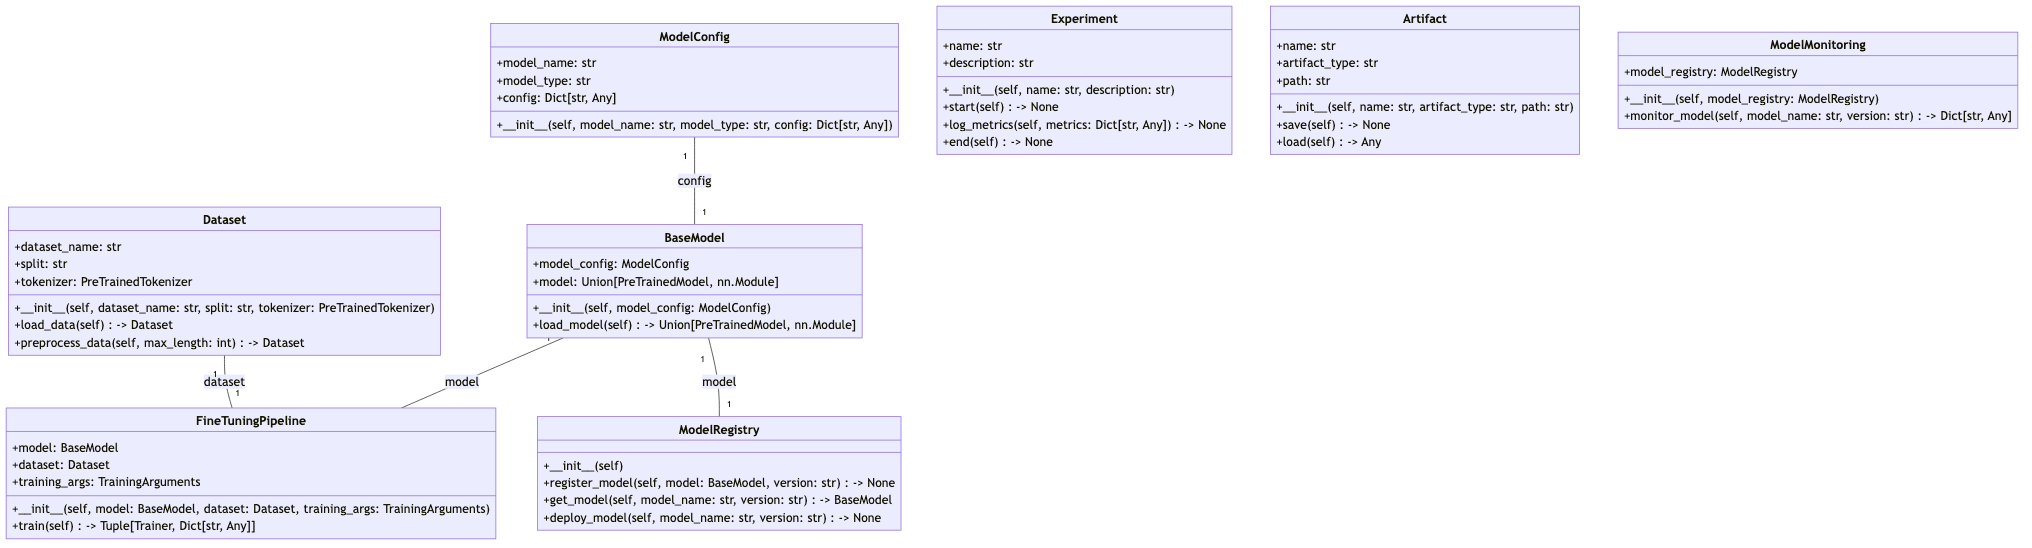 ModelConfig
+model_name: str
+model_type: str
+config: Dict[str, Any]
+__init__(self, model_name: str, model_type: str, config: Dict[str, Any])
Experiment
+name: str
+description: str
+__init__(self, name: str, description: str)
+start(self) : -> None
+log_metrics(self, metrics: Dict[str, Any]) : -> None
+end(self) : -> None
Artifact
+name: str
+artifact_type: str
+path: str
+__init__(self, name: str, artifact_type: str, path: str)
+save(self) : -> None
+load(self) : -> Any
ModelMonitoring
+model_registry: ModelRegistry
+__init__(self, model_registry: ModelRegistry)
+monitor_model(self, model_name: str, version: str) : -> Dict[str, Any]
1
config
1
Dataset
+dataset_name: str
+split: str
+tokenizer: PreTrainedTokenizer
+__init__(self, dataset_name: str, split: str, tokenizer: PreTrainedTokenizer)
+load_data(self) : -> Dataset
+preprocess_data(self, max_length: int) : -> Dataset
BaseModel
+model_config: ModelConfig
+model: Union[PreTrainedModel, nn.Module]
+__init__(self, model_config: ModelConfig)
+load_model(self) : -> Union[PreTrainedModel, nn.Module]
1
dataset
1
1
model
1
model
1
FineTuningPipeline
+model: BaseModel
+dataset: Dataset
+training_args: TrainingArguments
+__init__(self, model: BaseModel, dataset: Dataset, training_args: TrainingArguments)
+train(self) : -> Tuple[Trainer, Dict[str, Any]]
ModelRegistry
+__init__(self)
+register_model(self, model: BaseModel, version: str) : -> None
+get_model(self, model_name: str, version: str) : -> BaseModel
+deploy_model(self, model_name: str, version: str) : -> None